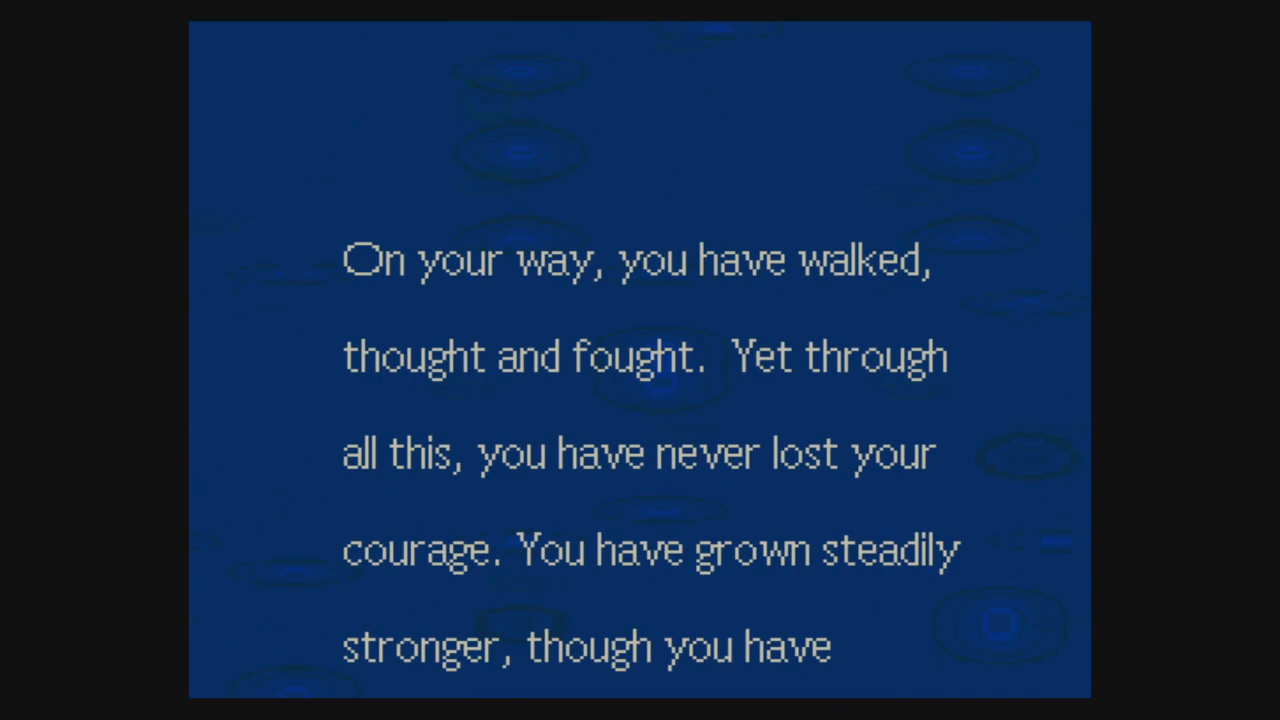 On your way, you have walked,
thought and fought.  Yet through
all this, you have never lost your
courage. You have grown steadily
stronger, though you have